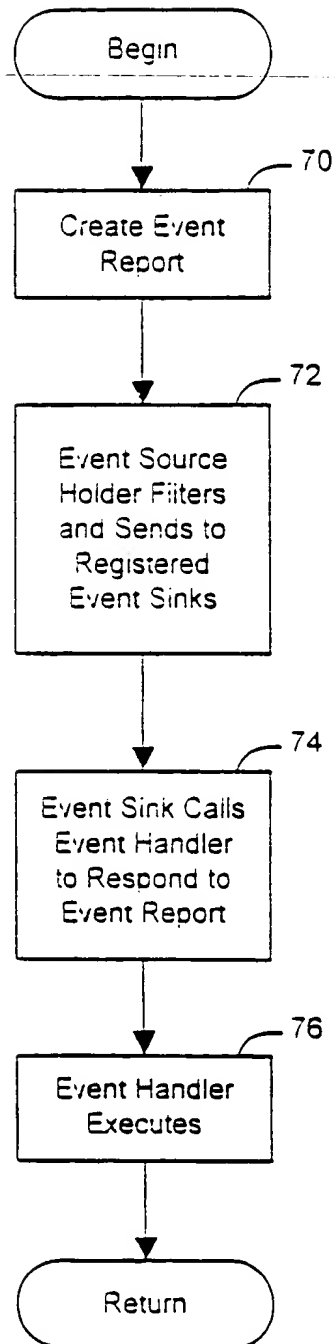 Begin
70
Create Event
Report
72
Event Source
Holder Filters
and Sends to
Registered
Event Sinks
74
Event Sink Calls
Event Handler
to Respond to
Event Report
76
Event Handler
Executes
Return